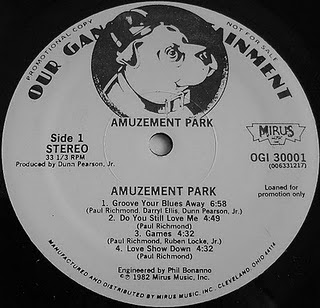 PROMOTIONAL COPY
NOT FOR SALE
OUR GAN AINMENT
AMUZEMENT PARK
Side 1
STEREO
33 1/3 RPM
Produced by Dunn Pearson, Jr.
MIRUS
MUSIC
INC.
OGI 30001
(006331217)
Loaned for
promotion only
AMUZEMENT PARK
1. Groove Your Blues Away 6:58
(Paul Richmond, Darryl Ellis, Dunn Pearson, Jr.)
2. Do You Still Love Me 4:49
(Paul Richmond)
3. Games 4:32
(Paul Richmond, Ruben Locke, Jr.)
4. Love Show Down 4:32
(Paul Richmond)
Engineered by Phil Bonanno
©℗ 1982 Mirus Music, Inc.
MANUFACTURED AND DISTRIBUTED BY MIRUS MUSIC, INC., CLEVELAND, OHIO 44114